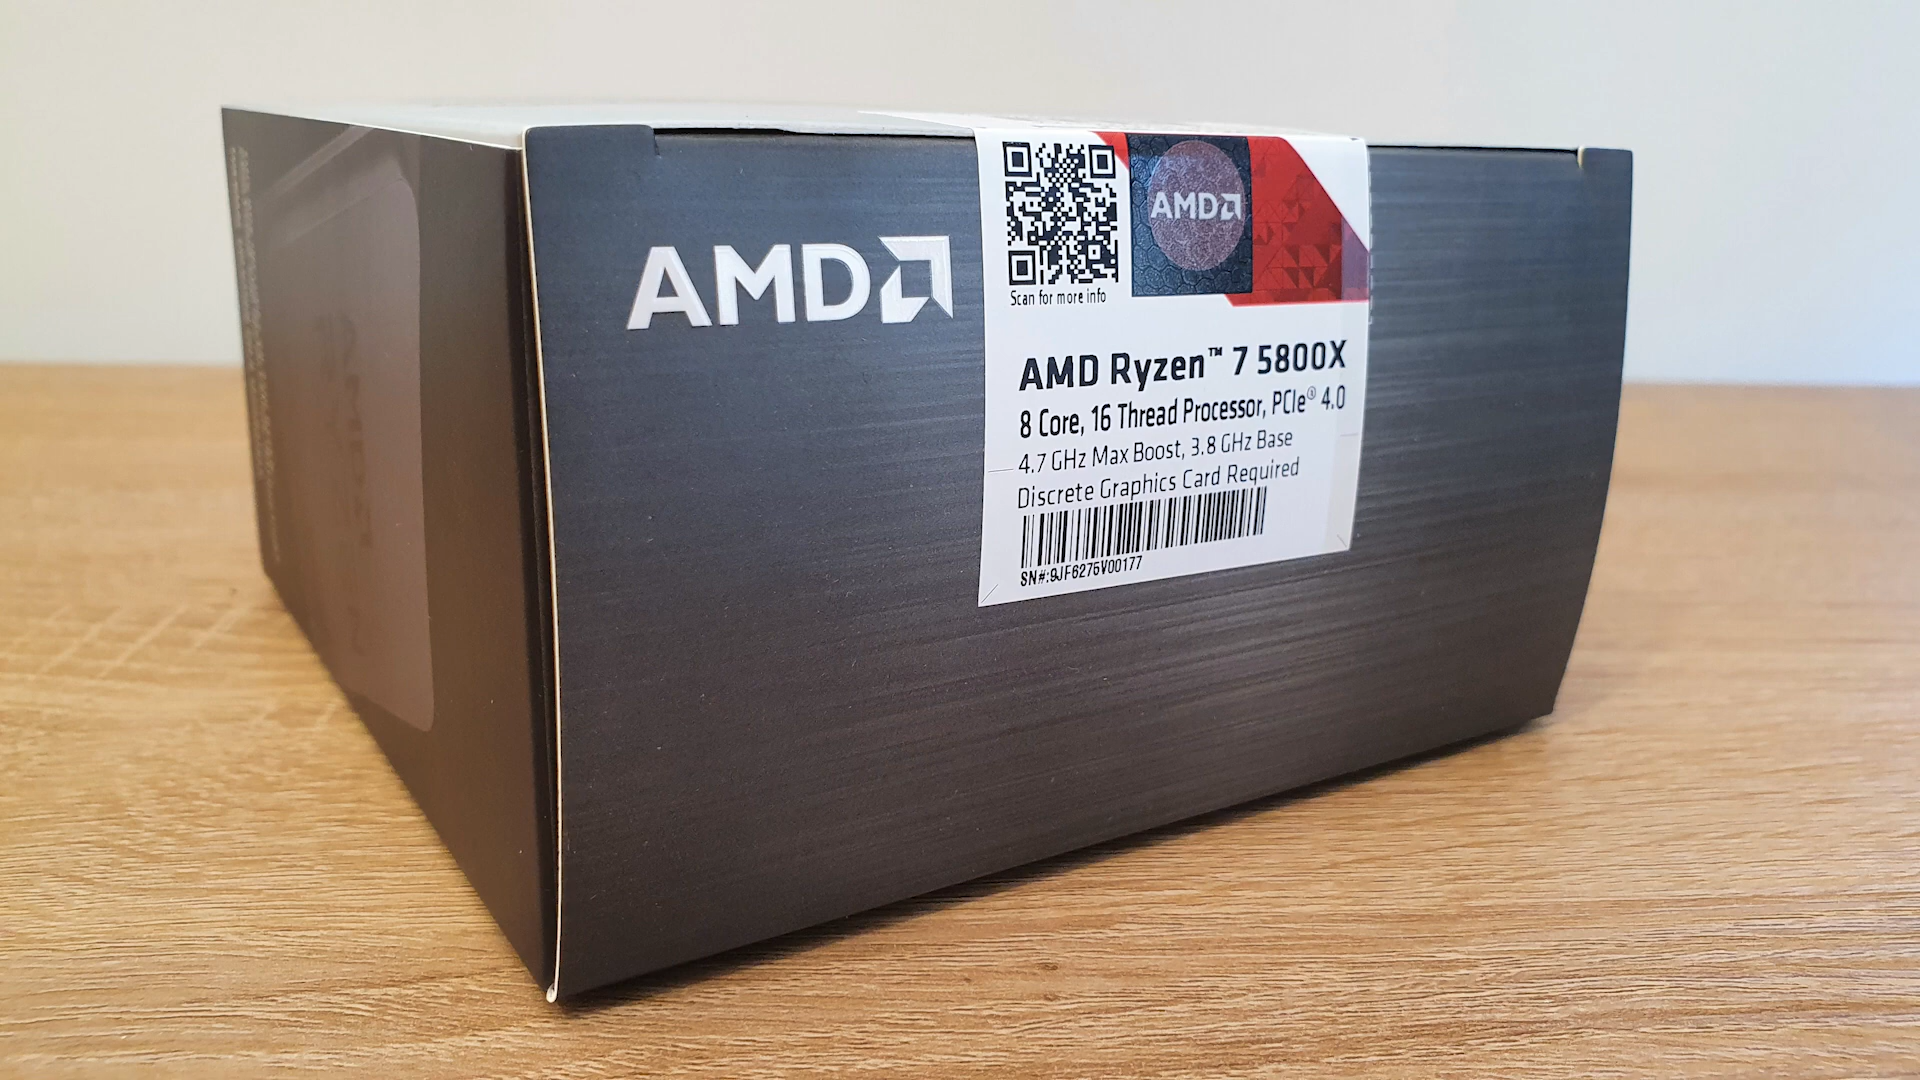 AMD
Scan for more info
AMD
AMD Ryzen™ 7 5800X
8 Core, 16 Thread Processor, PCIe® 4.0
4.7 GHz Max Boost, 3.8 GHz Base
Discrete Graphics Card Required
SN#:9JF6275V00177